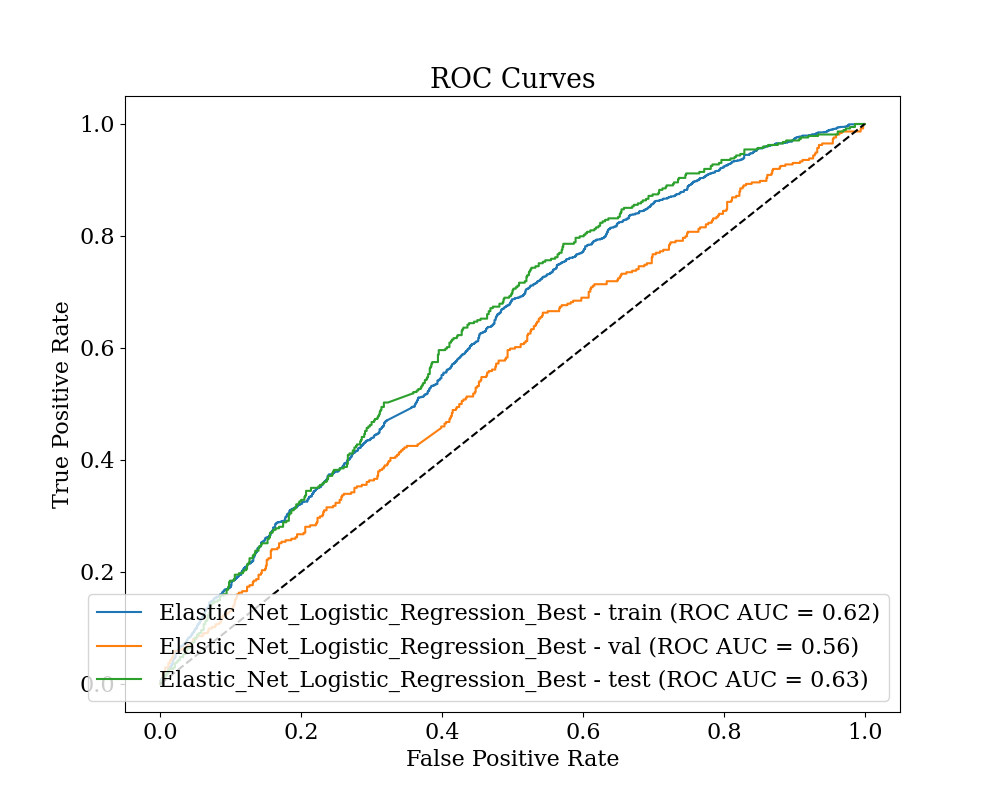 ROC Curves
True Positive Rate
1.0
0.8
0.6
0.4
0.2
0.0
Elastic_Net_Logistic_Regression_Best - train (ROC AUC = 0.62)
Elastic_Net_Logistic_Regression_Best - val (ROC AUC = 0.56)
Elastic_Net_Logistic_Regression_Best - test (ROC AUC = 0.63)
0.0 0.2 0.4 0.6 0.8 1.0
False Positive Rate